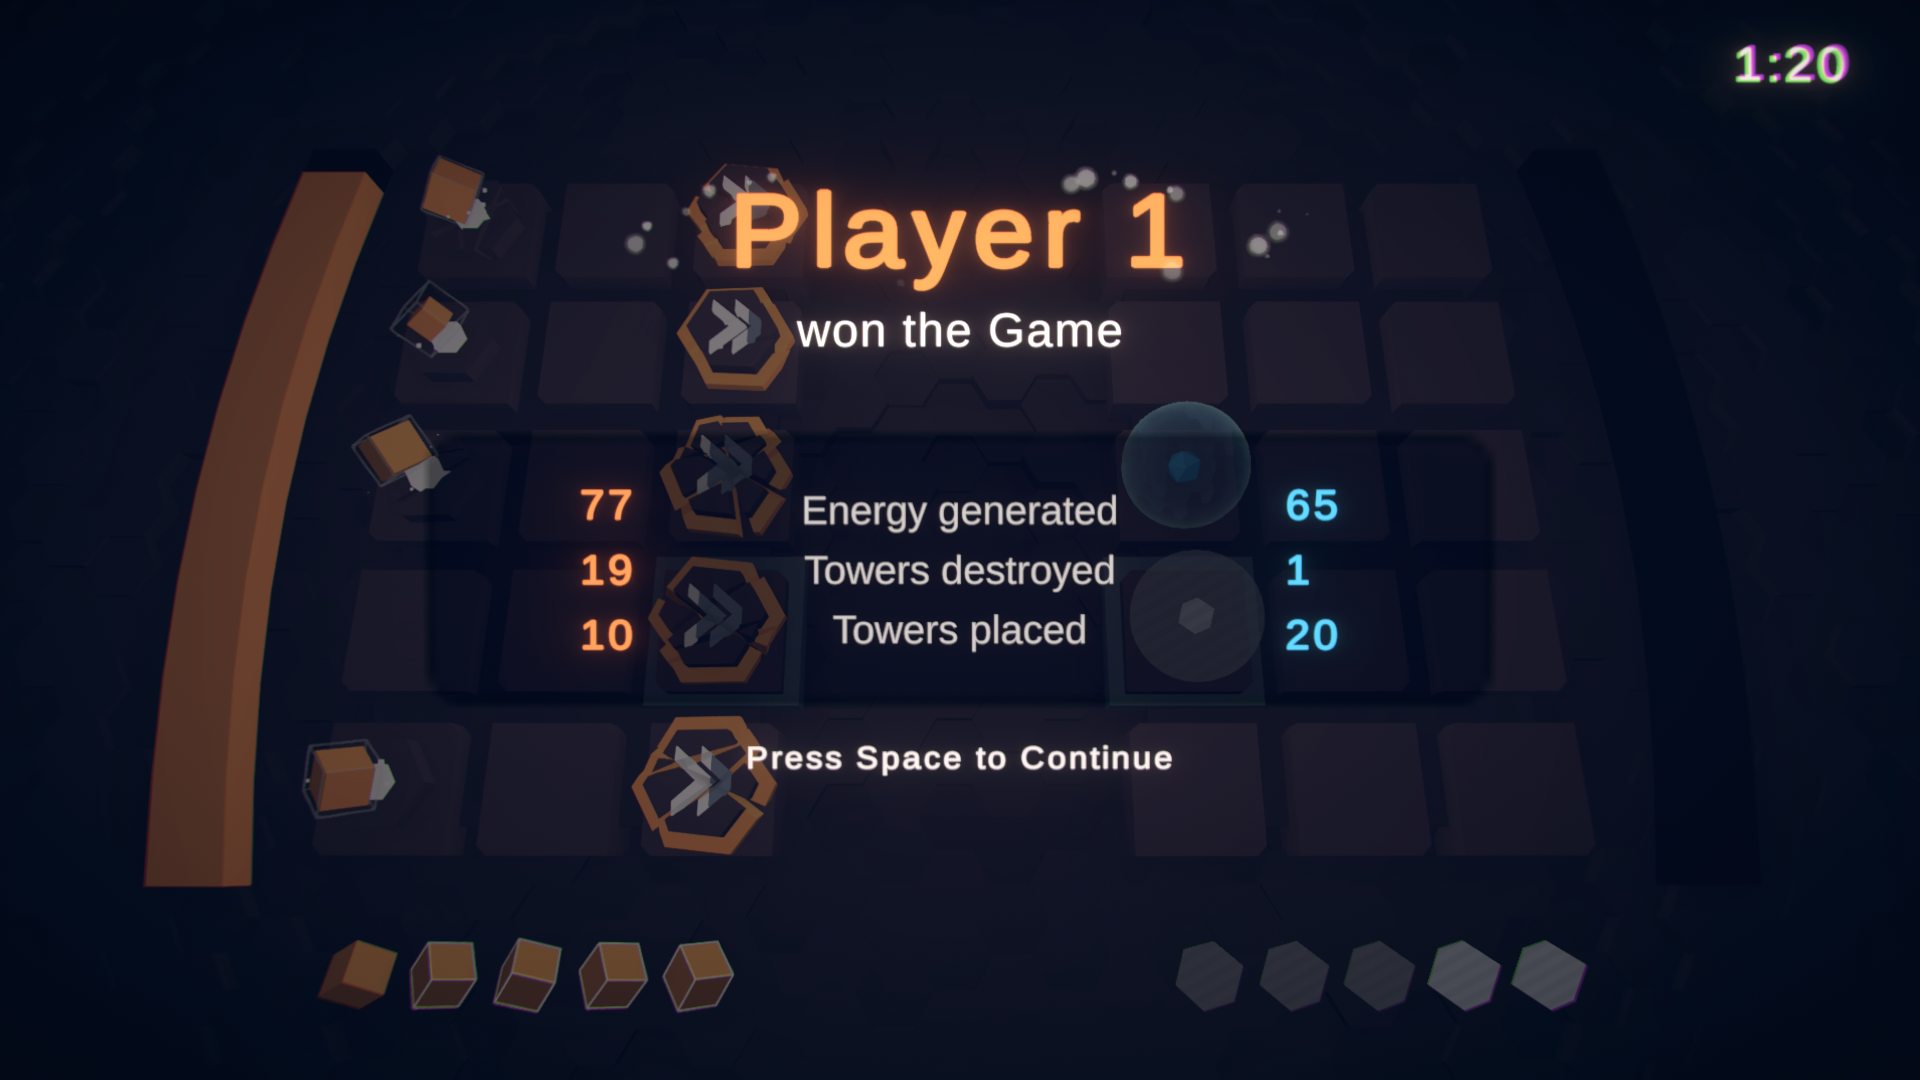 1:20
Player 1
won the Game
77 Energy generated 65
19 Towers destroyed 1
10 Towers placed 20
Press Space to Continue